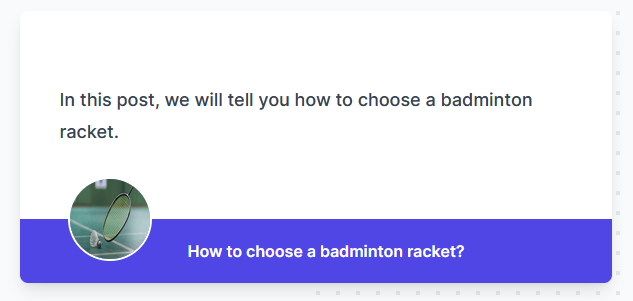 In this post, we will tell you how to choose a badminton
racket.
How to choose a badminton racket?